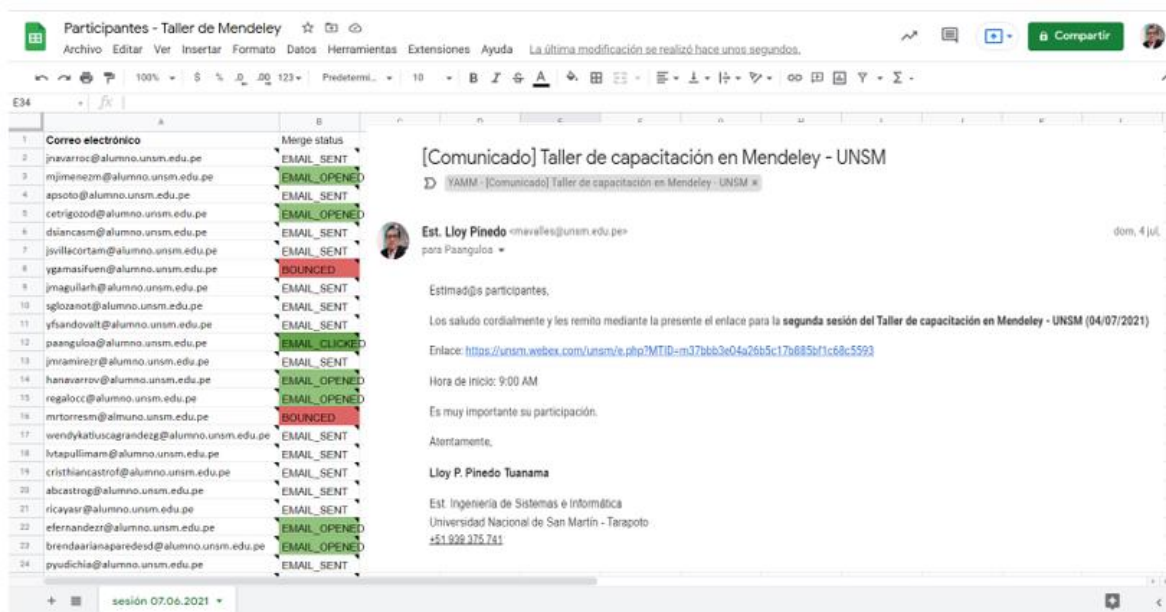 Participantes - Taller de Mendeley
Archivo Editar Ver Insertar Formato Datos Herramientas Extensiones Ayuda La última modificación se realizó hace unos segundos.
Compartir
100% $ % .0 .00 123 Predetermi... 10 B I S A
E34 fx
A B
1 Correo electrónico Merge status
2 jnavarroc@alumno.unsm.edu.pe EMAIL_SENT
3 mjimenezm@alumno.unsm.edu.pe EMAIL_OPENED
4 apsoto@alumno.unsm.edu.pe EMAIL_SENT
5 cetrigozod@alumno.unsm.edu.pe EMAIL_OPENED
6 dsiancasm@alumno.unsm.edu.pe EMAIL_SENT
7 jsvillacortam@alumno.unsm.edu.pe EMAIL_SENT
8 ygamasifuen@alumno.unsm.edu.pe BOUNCED
9 jmaguilarh@alumno.unsm.edu.pe EMAIL_SENT
10 sglozanot@alumno.unsm.edu.pe EMAIL_SENT
11 yfsandovalt@alumno.unsm.edu.pe EMAIL_SENT
12 paanguloa@alumno.unsm.edu.pe EMAIL_CLICKED
13 jmramirezr@alumno.unsm.edu.pe EMAIL_SENT
14 hanavarrov@alumno.unsm.edu.pe EMAIL_OPENED
15 regalocc@alumno.unsm.edu.pe EMAIL_OPENED
16 mrtorresm@almuno.unsm.edu.pe BOUNCED
17 wendykatiuscagrandezg@alumno.unsm.edu.pe EMAIL_SENT
18 lvtapullimam@alumno.unsm.edu.pe EMAIL_SENT
19 cristhiancastrof@alumno.unsm.edu.pe EMAIL_SENT
20 abcastrog@alumno.unsm.edu.pe EMAIL_SENT
21 ricayasr@alumno.unsm.edu.pe EMAIL_SENT
22 efernandezr@alumno.unsm.edu.pe EMAIL_OPENED
23 brendaarianaparedesd@alumno.unsm.edu.pe EMAIL_OPENED
24 pyudichia@alumno.unsm.edu.pe EMAIL_SENT
[Comunicado] Taller de capacitación en Mendeley - UNSM
YAMM - [Comunicado] Taller de capacitación en Mendeley - UNSM ×
Est. Lloy Pinedo <mavalles@unsm.edu.pe> dom, 4 jul.
para Paanguloa
Estimad@s participantes,
Los saludo cordialmente y les remito mediante la presente el enlace para la segunda sesión del Taller de capacitación en Mendeley - UNSM (04/07/2021)
Enlace: https://unsm.webex.com/unsm/e.php?MTID=m37bbb3e04a26b5c17b885bf1c68c5593
Hora de inicio: 9:00 AM
Es muy importante su participación.
Atentamente,
Lloy P. Pinedo Tuanama
Est. Ingeniería de Sistemas e Informática
Universidad Nacional de San Martín - Tarapoto
+51 939 375 741
sesión 07.06.2021